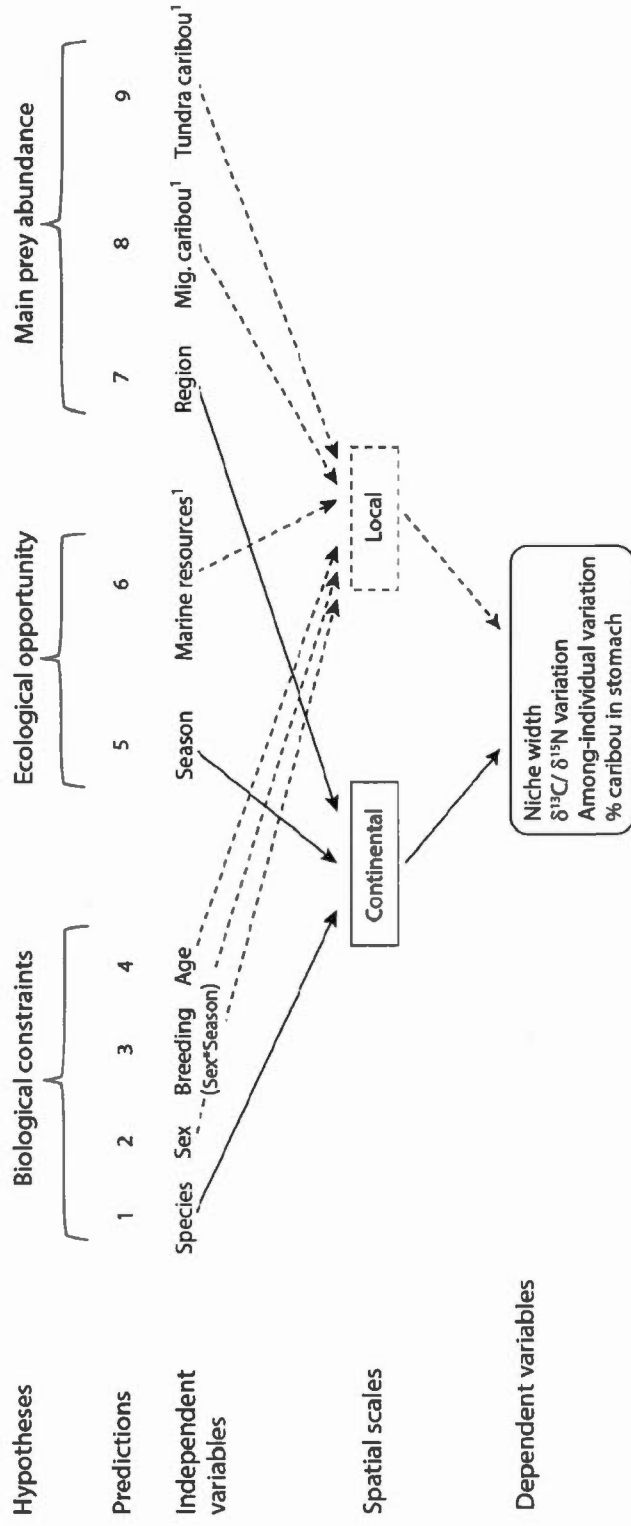 Hypotheses Biological constraints Ecological opportunity Main prey abundance
Predictions 1 2 3 4 5 6 7 8 9
Independent variables Species Sex Breeding (Sex*Season) Age Season Marine resources¹ Region Mig. caribou¹ Tundra caribou¹
Spatial scales Continental Local
Dependent variables
Niche width
δ¹³C/ δ¹⁵N variation
Among-individual variation
% caribou in stomach